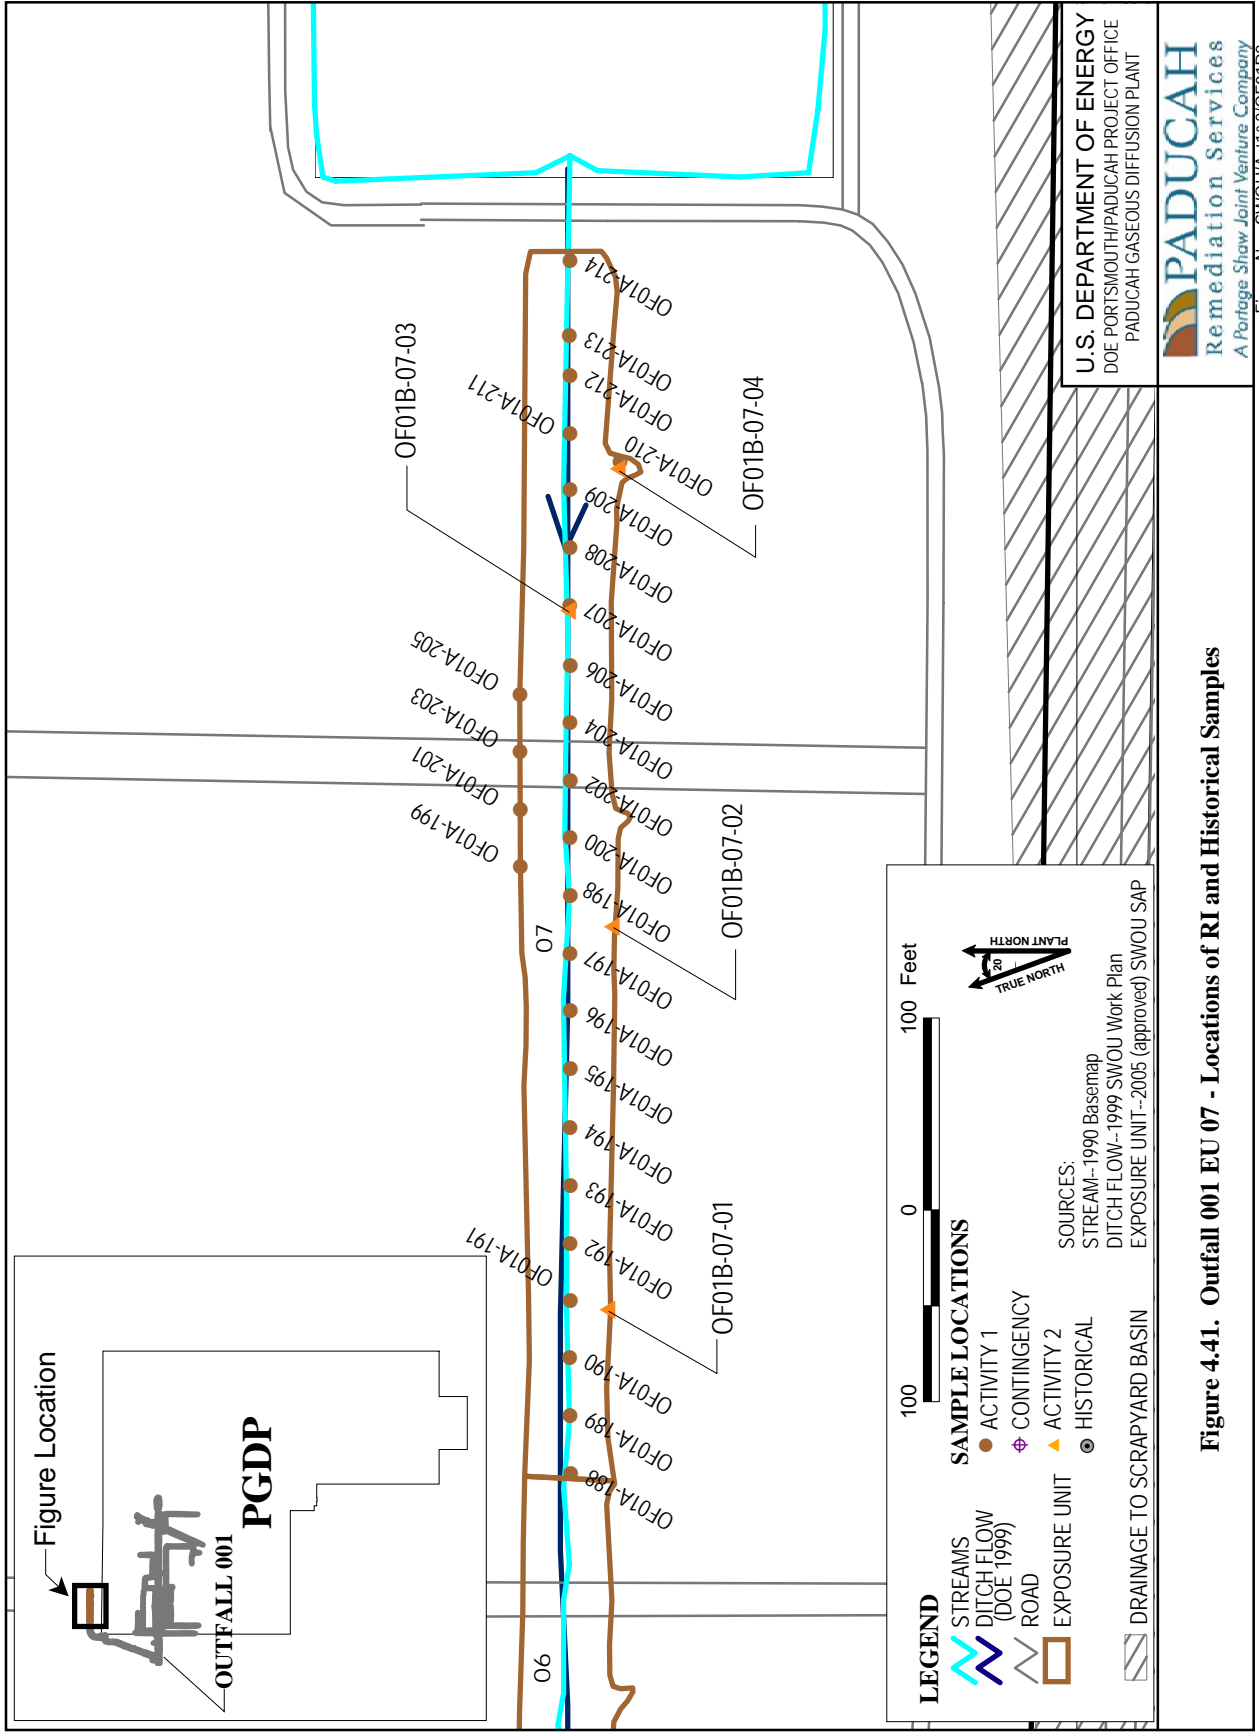 Figure Location
PGDP
OUTFALL 001
06
07
OF01A-188
OF01A-189
OF01A-190
OF01A-191
OF01A-192
OF01A-193
OF01A-194
OF01A-195
OF01A-196
OF01A-197
OF01A-198
OF01A-199
OF01A-200
OF01A-201
OF01A-202
OF01A-203
OF01A-204
OF01A-205
OF01A-206
OF01A-207
OF01A-208
OF01A-209
OF01A-210
OF01A-211
OF01A-212
OF01A-213
OF01A-214
OF01B-07-01
OF01B-07-02
OF01B-07-03
OF01B-07-04
LEGEND
STREAMS
DITCH FLOW
(DOE 1999)
ROAD
EXPOSURE UNIT
DRAINAGE TO SCRAPYARD BASIN
SAMPLE LOCATIONS
ACTIVITY 1
CONTINGENCY
ACTIVITY 2
HISTORICAL
100 0 100 Feet
SOURCES:
STREAM--1990 Basemap
DITCH FLOW--1999 SWOU Work Plan
EXPOSURE UNIT--2005 (approved) SWOU SAP
PLANT NORTH
20
TRUE NORTH
U.S. DEPARTMENT OF ENERGY
DOE PORTSMOUTH/PADUCAH PROJECT OFFICE
PADUCAH GASEOUS DIFFUSION PLANT
PADUCAH
Remediation Services
A Portage Shaw Joint Venture Company
Figure 4.41. Outfall 001 EU 07 - Locations of RI and Historical Samples